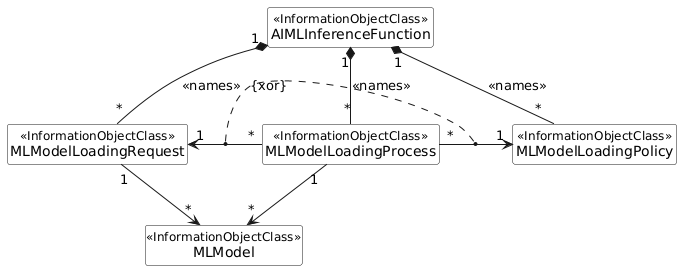 «InformationObjectClass»
AIMLInferenceFunction
1
1
1
«names»
{xor}
«names»
«names»
*
*
*
«InformationObjectClass»
MLModelLoadingRequest
1
*
«InformationObjectClass»
MLModelLoadingProcess
*
1
«InformationObjectClass»
MLModelLoadingPolicy
1
1
*
*
«InformationObjectClass»
MLModel